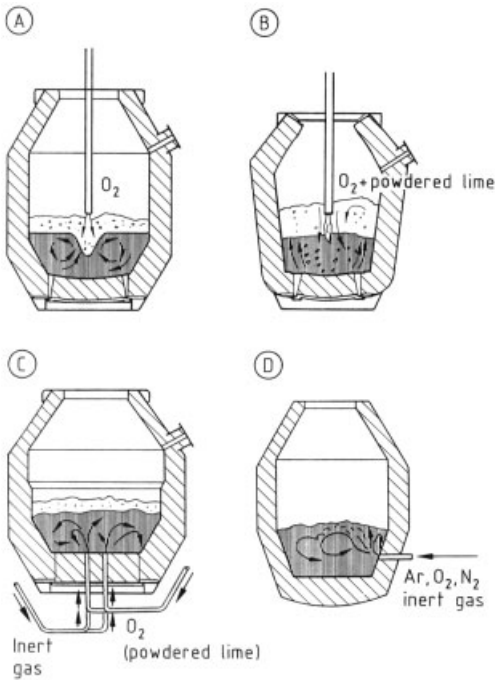 A
B
O2
O2+powdered lime
C
D
Ar, O2, N2
inert gas
O2
Inert
(powdered lime)
gas